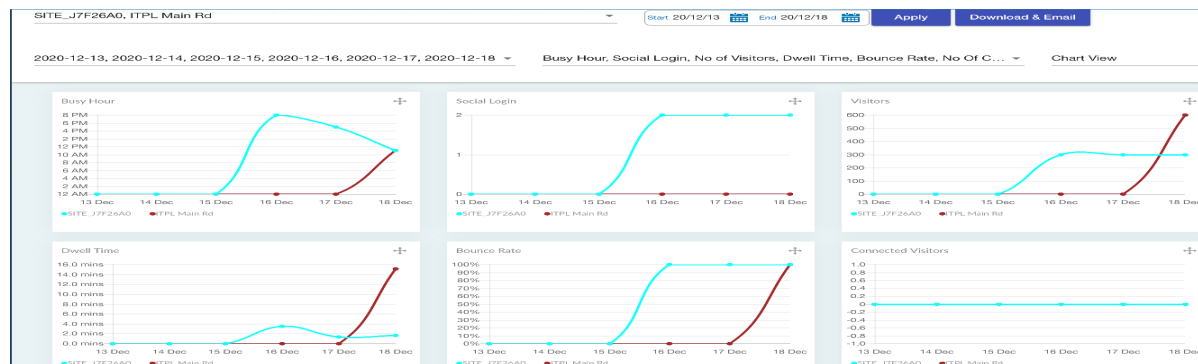 SITE_J7F26A0, ITPL Main Rd
Start 20/12/13 End 20/12/18 Apply Download & Email
2020-12-13, 2020-12-14, 2020-12-15, 2020-12-16, 2020-12-17, 2020-12-18 Busy Hour, Social Login, No of Visitors, Dwell Time, Bounce Rate, No Of C... Chart View
Busy Hour
8 PM
6 PM
4 PM
2 PM
12 PM
10 AM
8 AM
6 AM
4 AM
2 AM
12 AM
13 Dec 14 Dec 15 Dec 16 Dec 17 Dec 18 Dec
SITE_J7F26A0 ITPL Main Rd
Social Login
2
1
0
13 Dec 14 Dec 15 Dec 16 Dec 17 Dec 18 Dec
SITE_J7F26A0 ITPL Main Rd
Visitors
600
500
400
300
200
100
0
13 Dec 14 Dec 15 Dec 16 Dec 17 Dec 18 Dec
SITE_J7F26A0 ITPL Main Rd
Dwell Time
16.0 mins
14.0 mins
12.0 mins
10.0 mins
8.0 mins
6.0 mins
4.0 mins
2.0 mins
0.0 mins
13 Dec 14 Dec 15 Dec 16 Dec 17 Dec 18 Dec
SITE_J7F26A0 ITPL Main Rd
Bounce Rate
100%
90%
80%
70%
60%
50%
40%
30%
20%
10%
0%
13 Dec 14 Dec 15 Dec 16 Dec 17 Dec 18 Dec
SITE_J7F26A0 ITPL Main Rd
Connected Visitors
1.0
0.8
0.6
0.4
0.2
0
-0.2
-0.4
-0.6
-0.8
-1.0
13 Dec 14 Dec 15 Dec 16 Dec 17 Dec 18 Dec
SITE_J7F26A0 ITPL Main Rd